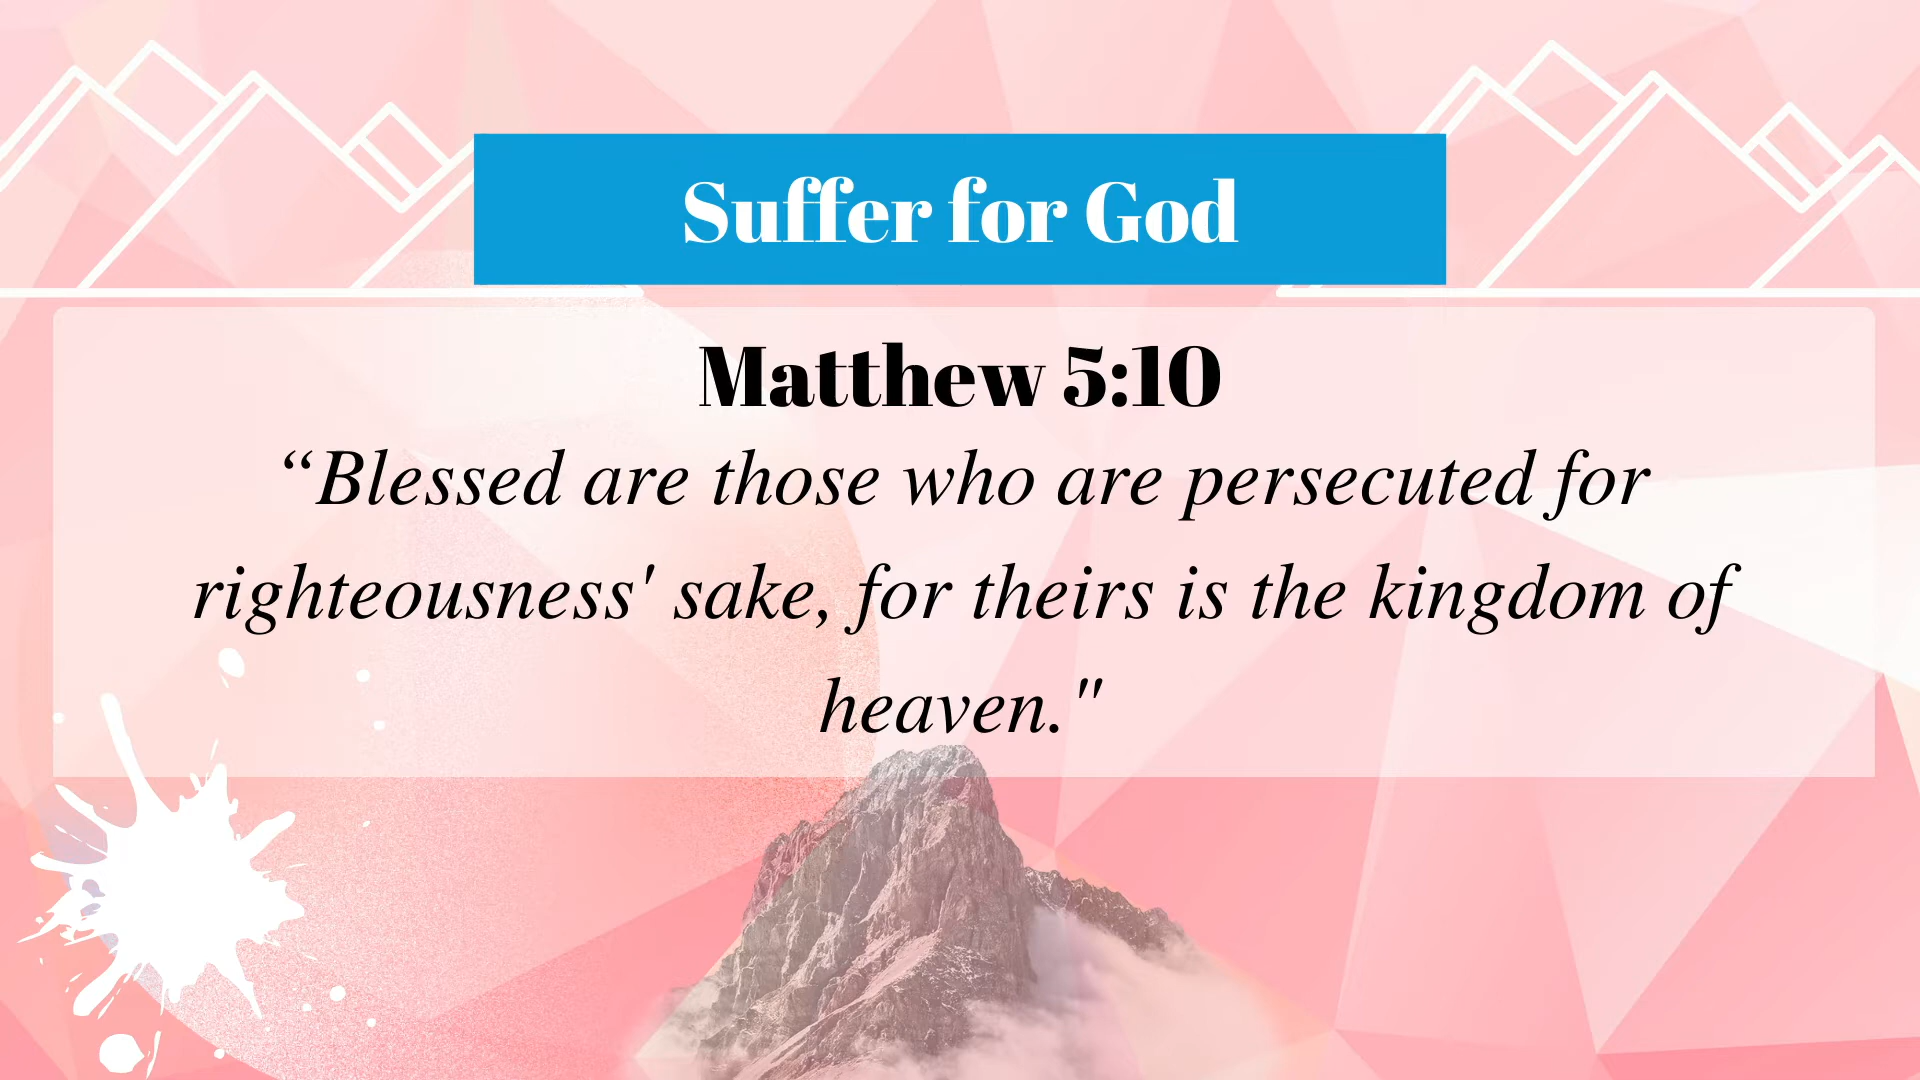 Suffer for God
Matthew 5:10
“Blessed are those who are persecuted for
righteousness' sake, for theirs is the kingdom of
heaven."